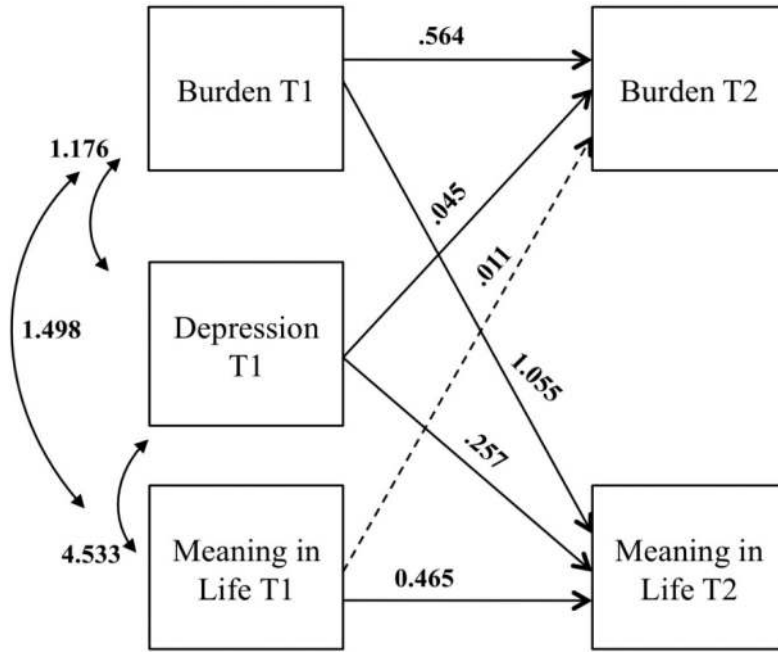 .564
Burden T1
Burden T2
1.176
.045
.011
Depression
T1
1.498
1.055
.257
4.533
Meaning in
Life T1
0.465
Meaning in
Life T2